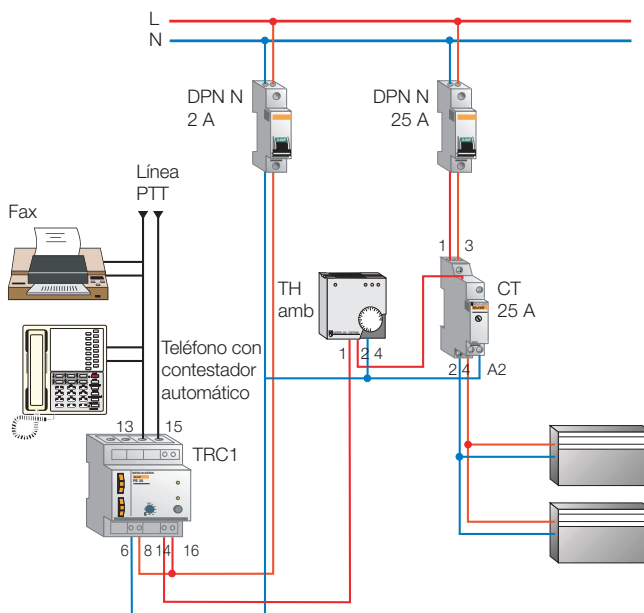 L
N
DPN N
2 A
DPN N
25 A
Línea
PTT
Fax
1 3
TH
amb
CT
25 A
1 2 4
2 4 A2
Teléfono con
contestador
automático
13 15
TRC1
6 8 14 16